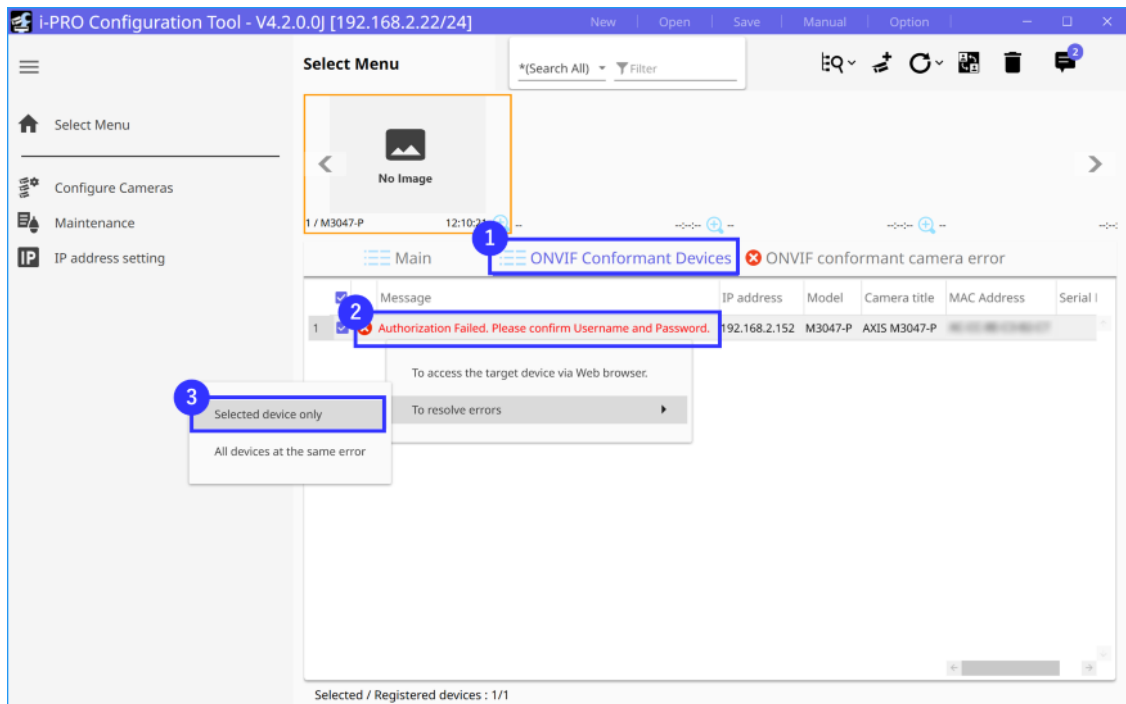 i-PRO Configuration Tool - V4.2.0.0J [192.168.2.22/24] New Open Save Manual Option
Select Menu *(Search All) Filter 2
Select Menu
Configure Cameras
Maintenance
IP IP address setting
No Image
1 / M3047-P 12:10:21 -- --:--:-- -- --:--:-- -- --:--:--
1
Main ONVIF Conformant Devices ONVIF conformant camera error
Message IP address Model Camera title MAC Address Serial
2
1 Authorization Failed. Please confirm Username and Password. 192.168.2.152 M3047-P AXIS M3047-P
To access the target device via Web browser.
To resolve errors
3
Selected device only
All devices at the same error
Selected / Registered devices : 1/1